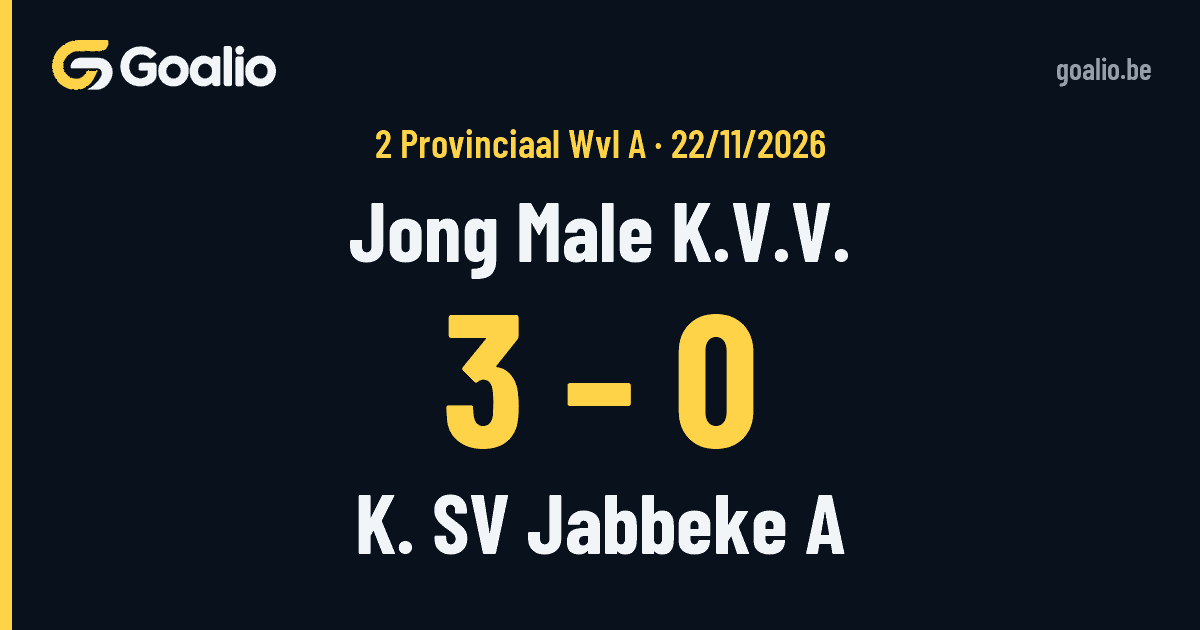 Goalio
goalio.be
2 Provinciaal Wvl A · 22/11/2026
Jong Male K.V.V.
3 – 0
K. SV Jabbeke A